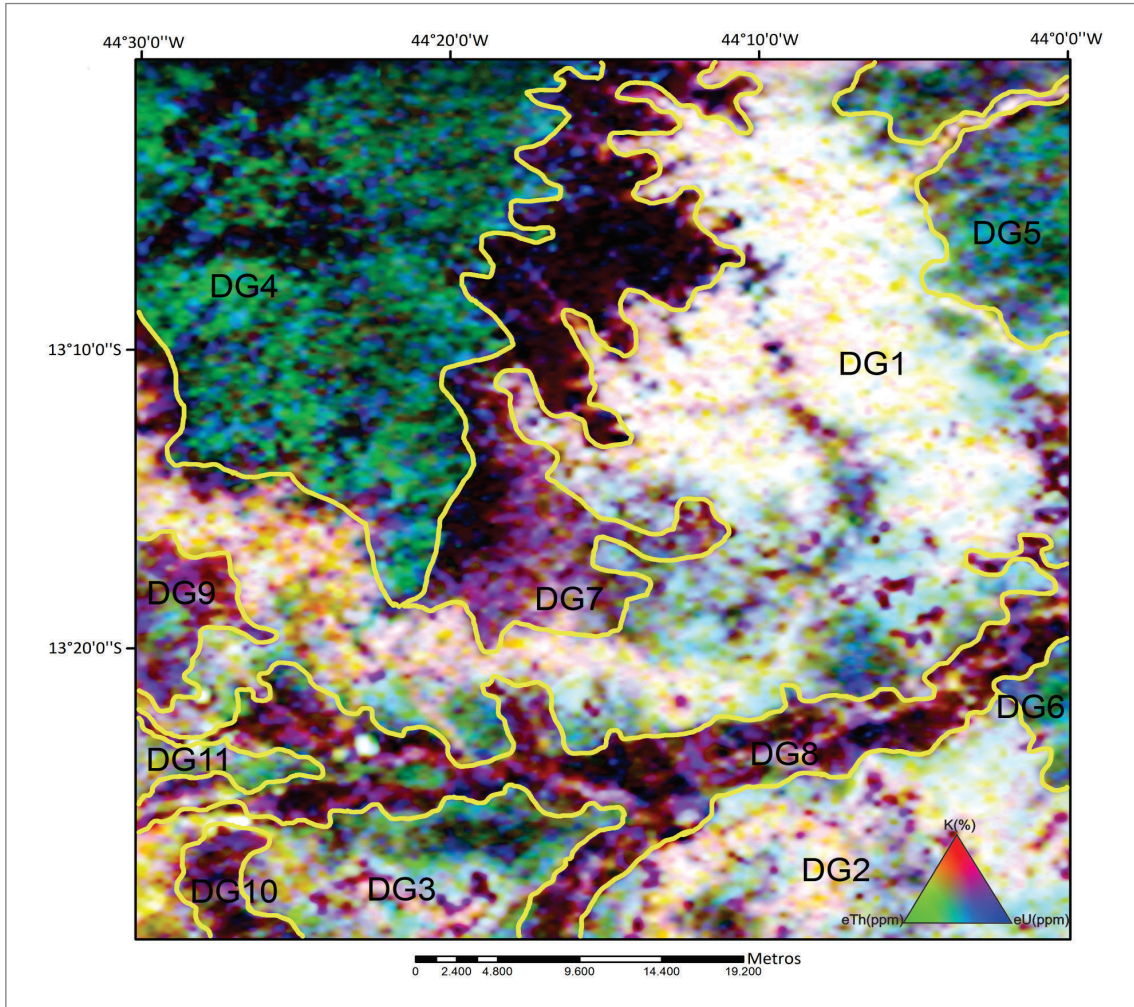 44°30'0''W 44°20'0''W 44°10'0''W 44°0'0''W
DG5
DG4
13°10'0''S
DG1
DG9
DG7
13°20'0''S
DG6
DG8
DG11
K(%)
DG2
DG10
DG3
eTh(ppm) eU(ppm)
Metros
0 2.400 4.800 9.600 14.400 19.200